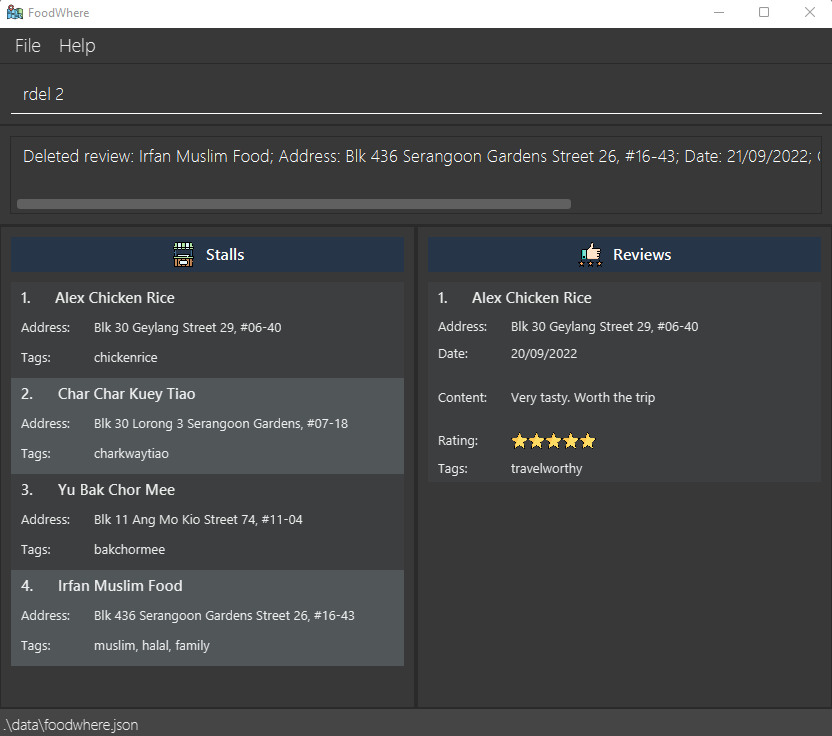 FoodWhere
File Help
rdel 2
Deleted review: Irfan Muslim Food; Address: Blk 436 Serangoon Gardens Street 26, #16-43; Date: 21/09/2022;
Stalls
1. Alex Chicken Rice
Address: Blk 30 Geylang Street 29, #06-40
Tags: chickenrice
2. Char Char Kuey Tiao
Address: Blk 30 Lorong 3 Serangoon Gardens, #07-18
Tags: charkwaytiao
3. Yu Bak Chor Mee
Address: Blk 11 Ang Mo Kio Street 74, #11-04
Tags: bakchormee
4. Irfan Muslim Food
Address: Blk 436 Serangoon Gardens Street 26, #16-43
Tags: muslim, halal, family
Reviews
1. Alex Chicken Rice
Address: Blk 30 Geylang Street 29, #06-40
Date: 20/09/2022
Content: Very tasty. Worth the trip
Rating:
Tags: travelworthy
.\data\foodwhere.json